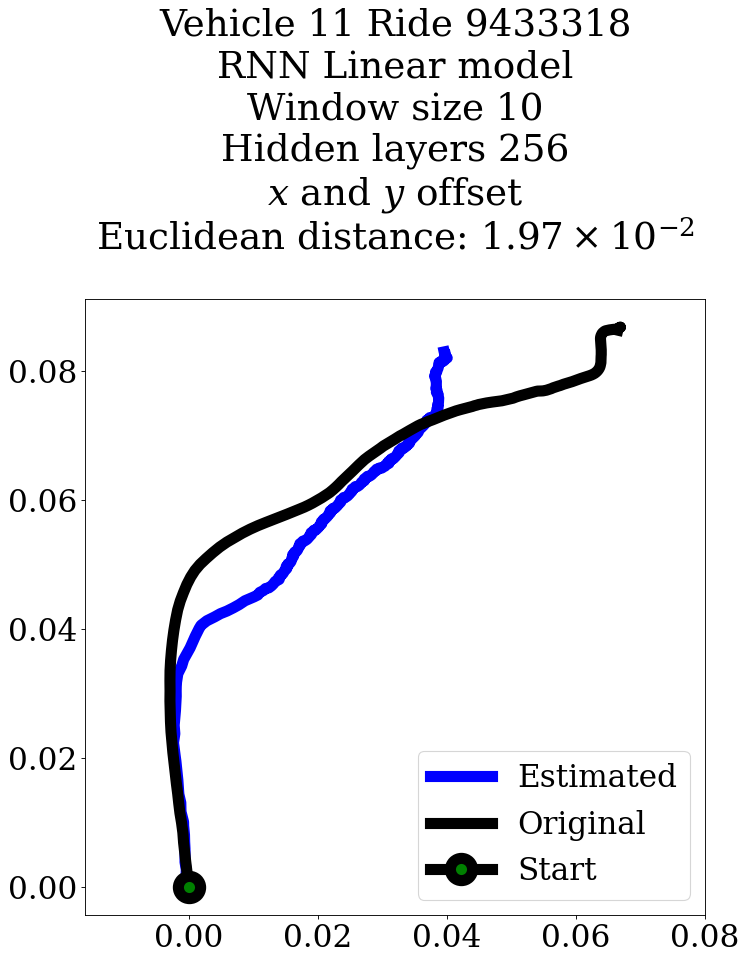 Vehicle 11 Ride 9433318
RNN Linear model
Window size 10
Hidden layers 256
x and y offset
Euclidean distance: 1.97 × 10⁻²
0.08
0.06
0.04
0.02
0.00
Estimated
Original
Start
0.00 0.02 0.04 0.06 0.08